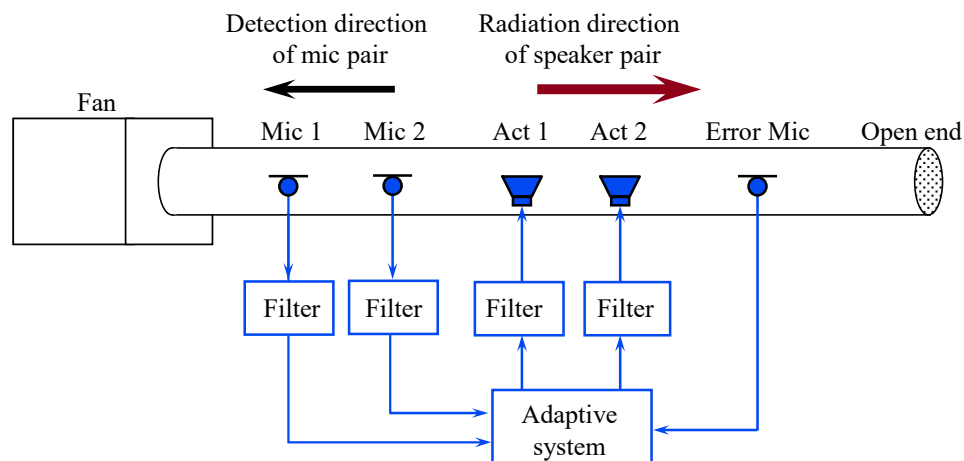 Detection direction
of mic pair
Radiation direction
of speaker pair
Fan
Mic 1
Mic 2
Act 1
Act 2
Error Mic
Open end
Filter
Filter
Filter
Filter
Adaptive
system